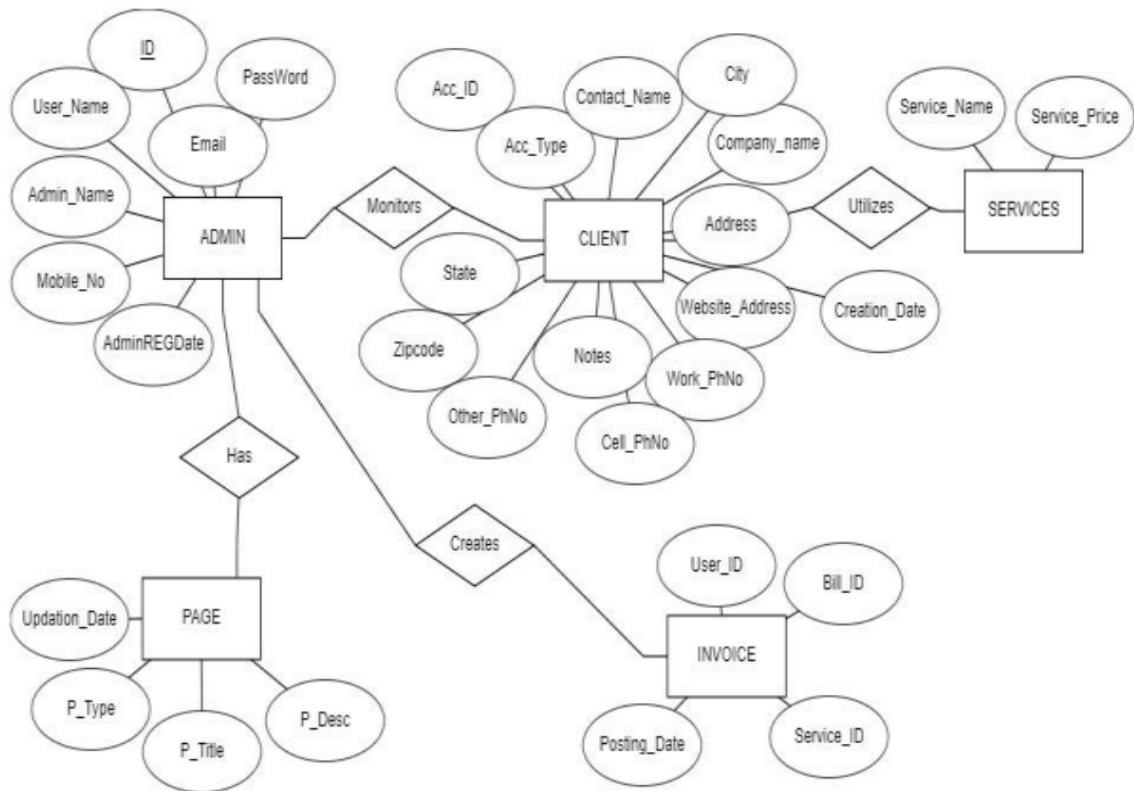 ID
PassWord
User_Name
Email
Admin_Name
ADMIN
Mobile_No
AdminREGDate
Monitors
Acc_ID
Acc_Type
Contact_Name
City
Company_name
CLIENT
Address
State
Website_Address
Creation_Date
Zipcode
Notes
Work_PhNo
Other_PhNo
Cell_PhNo
Utilizes
Service_Name
Service_Price
SERVICES
Has
Creates
Updation_Date
PAGE
P_Type
P_Title
P_Desc
User_ID
Bill_ID
INVOICE
Posting_Date
Service_ID